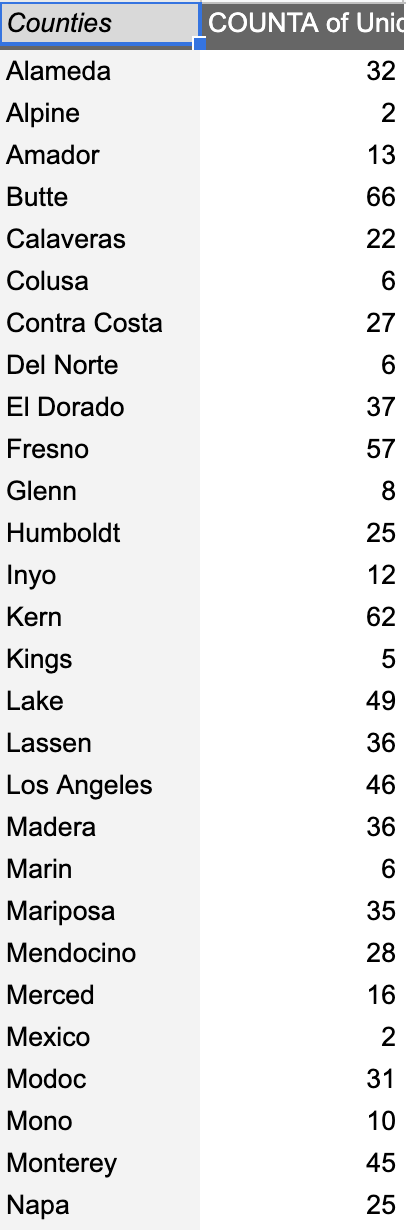 Counties COUNTA of Unic
Alameda 32
Alpine 2
Amador 13
Butte 66
Calaveras 22
Colusa 6
Contra Costa 27
Del Norte 6
El Dorado 37
Fresno 57
Glenn 8
Humboldt 25
Inyo 12
Kern 62
Kings 5
Lake 49
Lassen 36
Los Angeles 46
Madera 36
Marin 6
Mariposa 35
Mendocino 28
Merced 16
Mexico 2
Modoc 31
Mono 10
Monterey 45
Napa 25